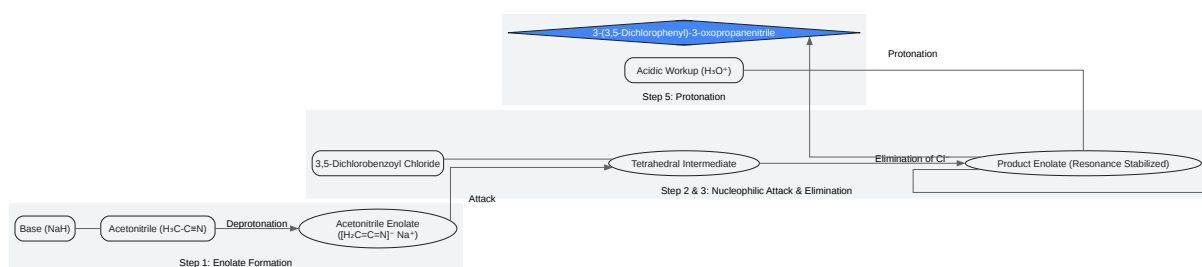 3-(3,5-Dichlorophenyl)-3-oxopropanenitrile
Protonation
Acidic Workup (H₃O⁺)
Step 5: Protonation
3,5-Dichlorobenzoyl Chloride
Tetrahedral Intermediate
Elimination of Cl⁻
Product Enolate (Resonance Stabilized)
Step 2 & 3: Nucleophilic Attack & Elimination
Attack
Base (NaH)
Acetonitrile (H₃C-C≡N)
Deprotonation
Acetonitrile Enolate
([H₂C=C=N]⁻ Na⁺)
Step 1: Enolate Formation